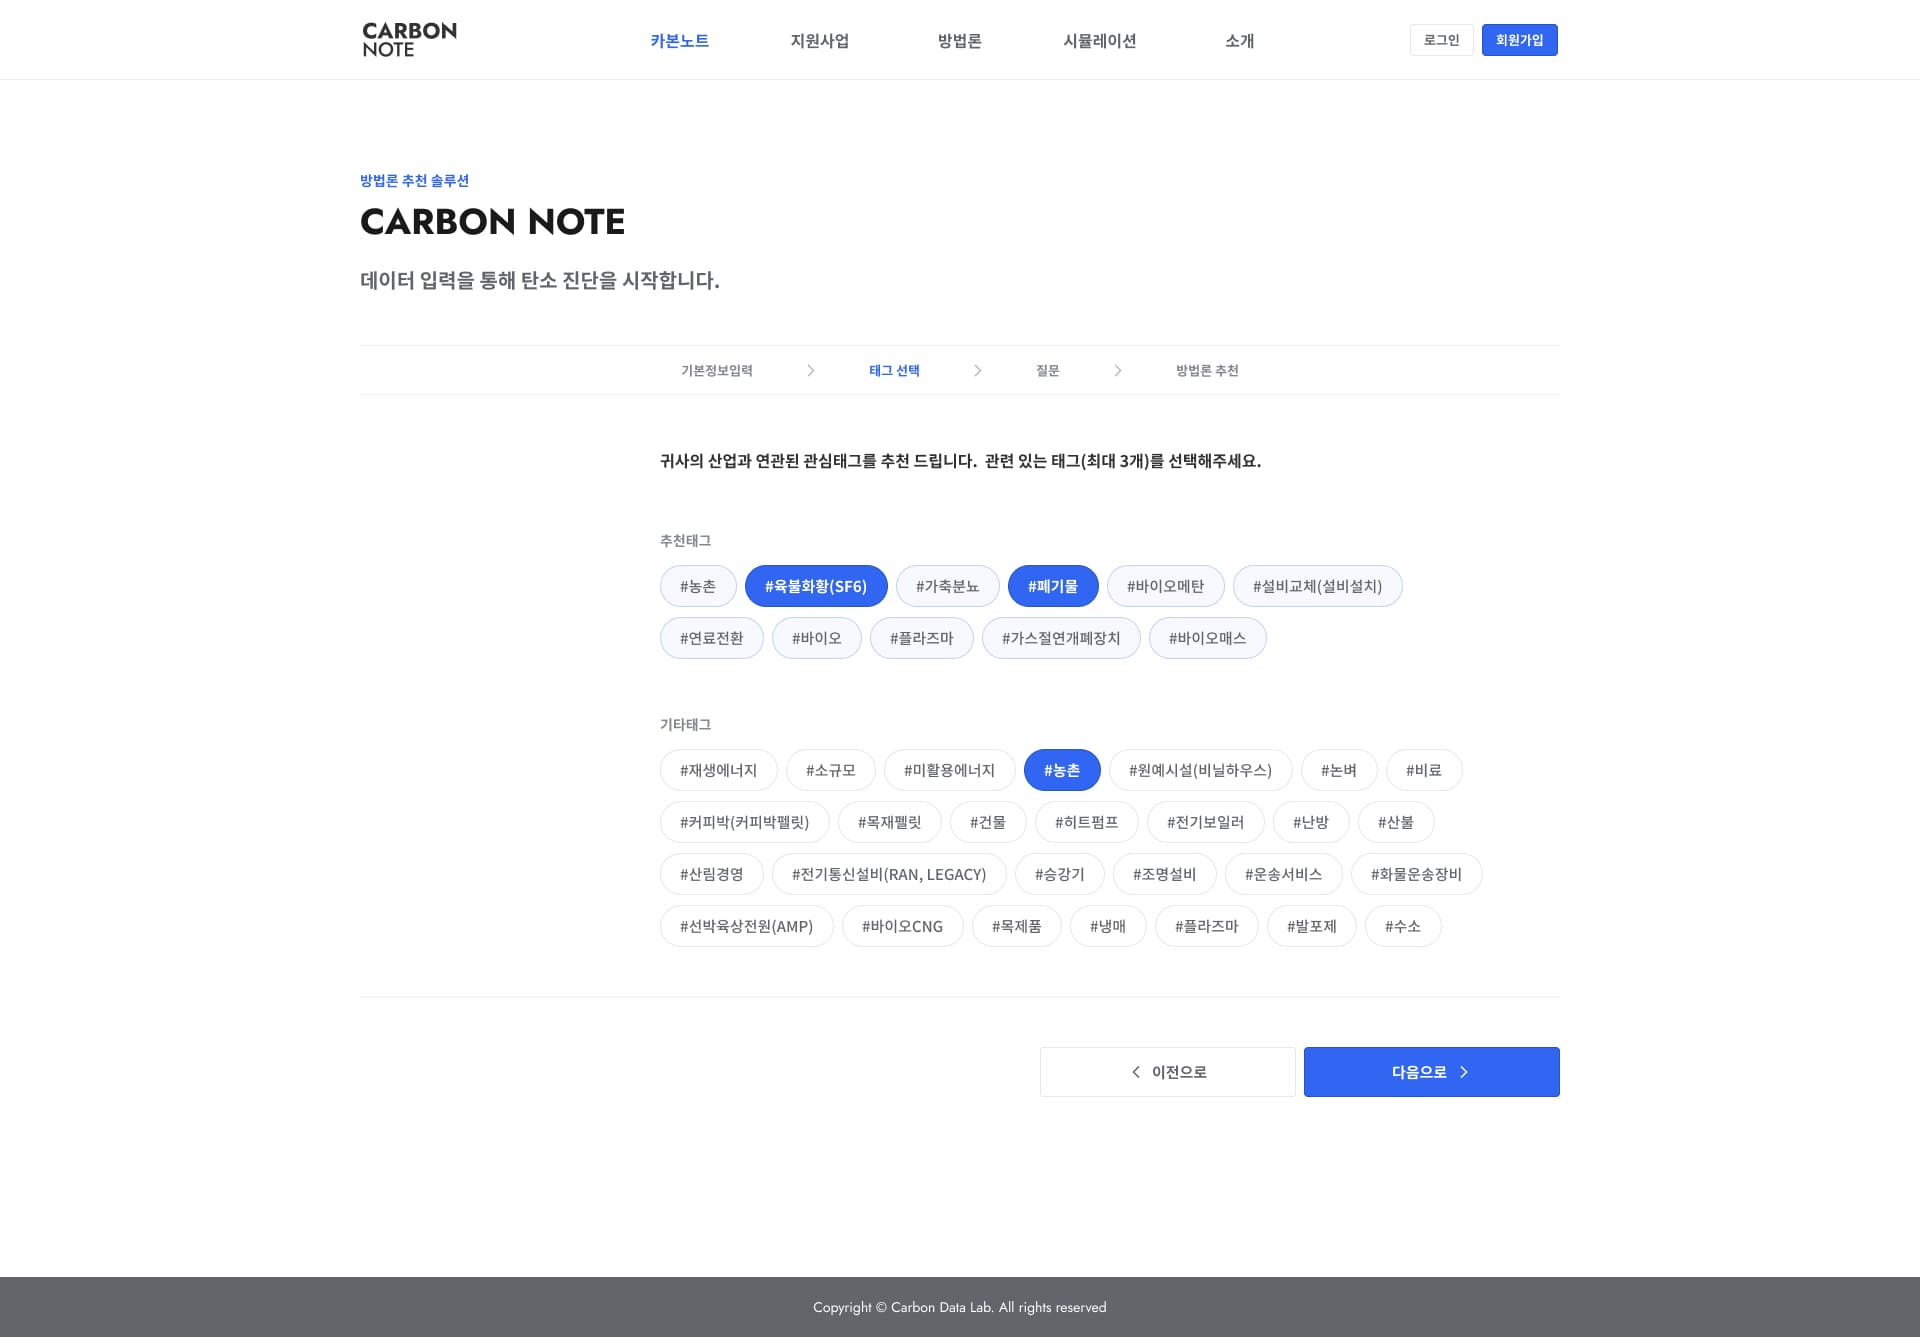 CARBON
NOTE
카본노트 지원사업 방법론 시뮬레이션 소개
로그인 회원가입
방법론 추천 솔루션
CARBON NOTE
데이터 입력을 통해 탄소 진단을 시작합니다.
기본정보입력 태그 선택 질문 방법론 추천
귀사의 산업과 연관된 관심태그를 추천 드립니다. 관련 있는 태그(최대 3개)를 선택해주세요.
추천태그
#농촌 #육불화황(SF6) #가축분뇨 #폐기물 #바이오메탄 #설비교체(설비설치)
#연료전환 #바이오 #플라즈마 #가스절연개폐장치 #바이오매스
기타태그
#재생에너지 #소규모 #미활용에너지 #농촌 #원예시설(비닐하우스) #논벼 #비료
#커피박(커피박펠릿) #목재펠릿 #건물 #히트펌프 #전기보일러 #난방 #산불
#산림경영 #전기통신설비(RAN, LEGACY) #승강기 #조명설비 #운송서비스 #화물운송장비
#선박육상전원(AMP) #바이오CNG #목제품 #냉매 #플라즈마 #발포제 #수소
이전으로 다음으로
Copyright © Carbon Data Lab. All rights reserved